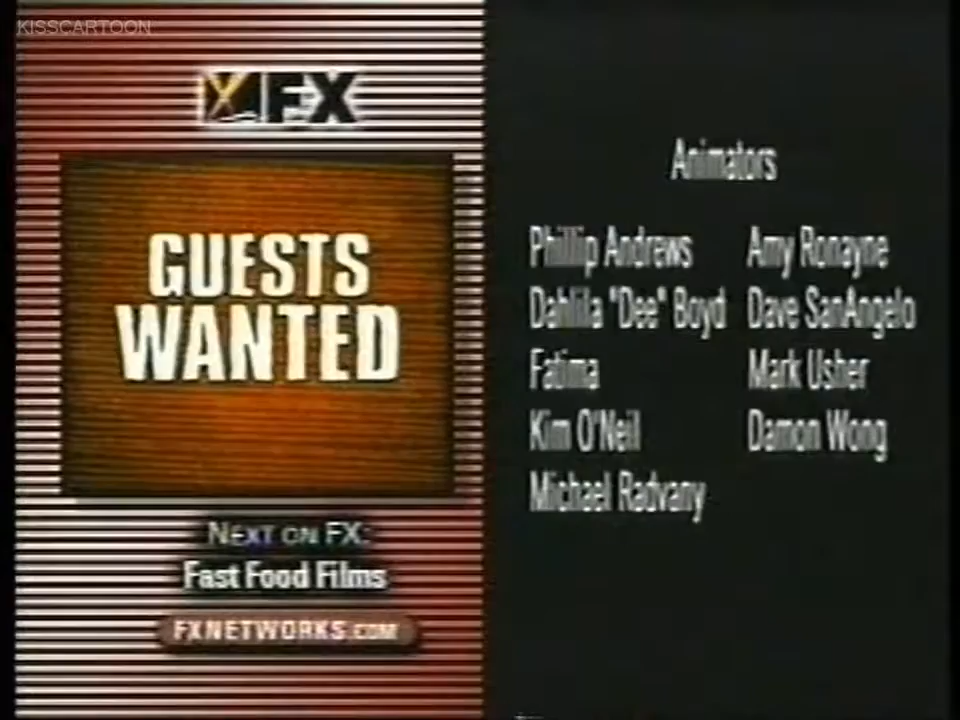 KISSCARTOON
FX
GUESTS
WANTED
NEXT ON FX:
Fast Food Films
FXNETWORKS.COM
Animators
Phillip Andrews
Dahlila "Dee" Boyd
Fatima
Kim O'Neil
Michael Radvany
Amy Ronayne
Dave SanAngelo
Mark Usher
Damon Wong